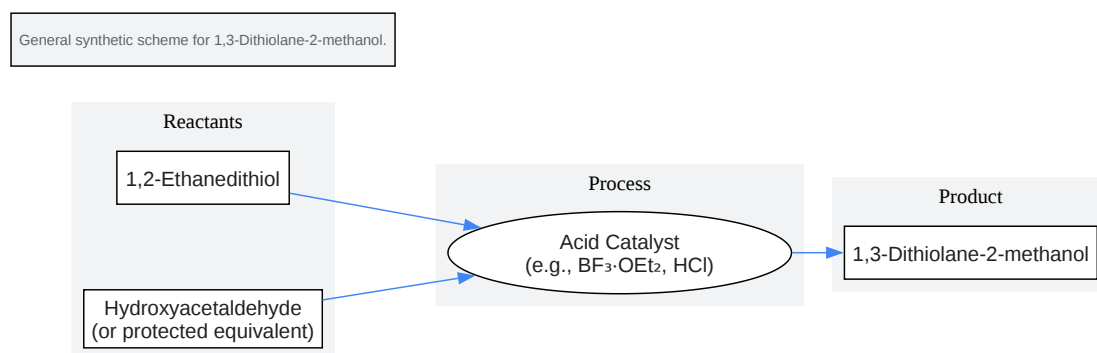 General synthetic scheme for 1,3-Dithiolane-2-methanol.
Reactants
1,2-Ethanedithiol
Hydroxyacetaldehyde
(or protected equivalent)
Process
Acid Catalyst
(e.g., BF₃·OEt₂, HCl)
Product
1,3-Dithiolane-2-methanol